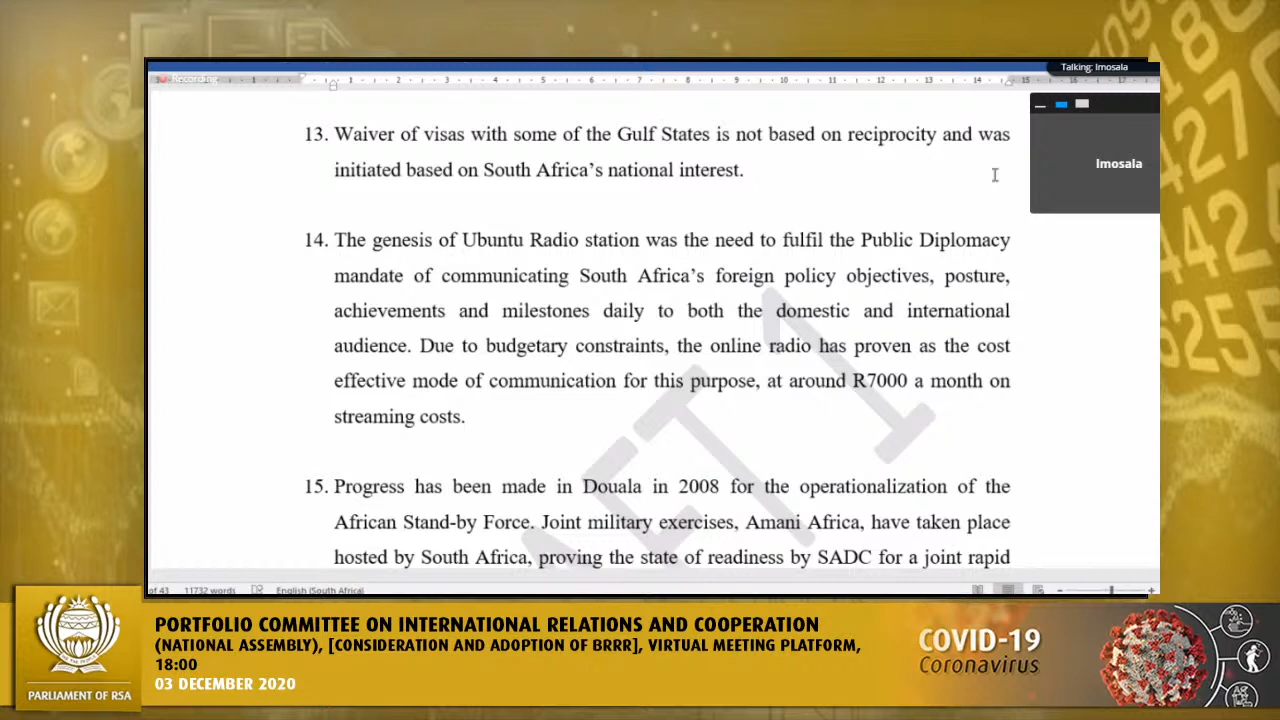 Recording
Talking: lmosala
lmosala
13. Waiver of visas with some of the Gulf States is not based on reciprocity and was
initiated based on South Africa's national interest.
14. The genesis of Ubuntu Radio station was the need to fulfil the Public Diplomacy
mandate of communicating South Africa's foreign policy objectives, posture,
achievements and milestones daily to both the domestic and international
audience. Due to budgetary constraints, the online radio has proven as the cost
effective mode of communication for this purpose, at around R7000 a month on
streaming costs.
15. Progress has been made in Douala in 2008 for the operationalization of the
African Stand-by Force. Joint military exercises, Amani Africa, have taken place
hosted by South Africa, proving the state of readiness by SADC for a joint rapid
of 43 11732 words English (South Africa)
PARLIAMENT OF RSA
PORTFOLIO COMMITTEE ON INTERNATIONAL RELATIONS AND COOPERATION
(NATIONAL ASSEMBLY), [CONSIDERATION AND ADOPTION OF BRRR], VIRTUAL MEETING PLATFORM,
18:00
03 DECEMBER 2020
COVID-19
Coronavirus